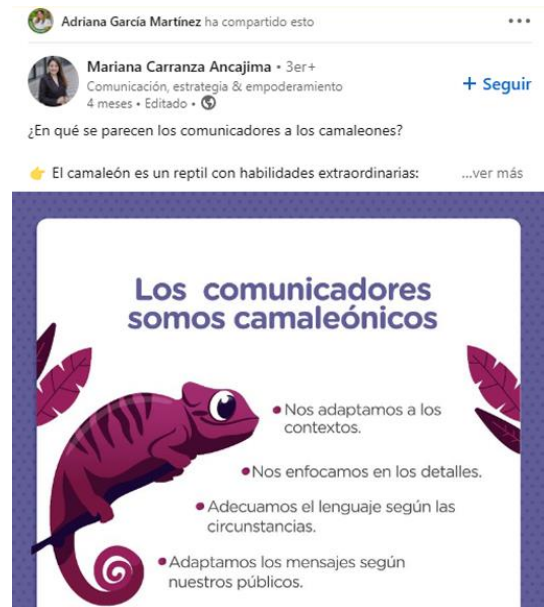 Adriana García Martínez ha compartido esto
Mariana Carranza Ancajima • 3er+
Comunicación, estrategia & empoderamiento
4 meses • Editado •
+ Seguir
¿En qué se parecen los comunicadores a los camaleones?
👉 El camaleón es un reptil con habilidades extraordinarias: ...ver más
Los comunicadores
somos camaleónicos
• Nos adaptamos a los
contextos.
• Nos enfocamos en los detalles.
• Adecuamos el lenguaje según las
circunstancias.
• Adaptamos los mensajes según
nuestros públicos.